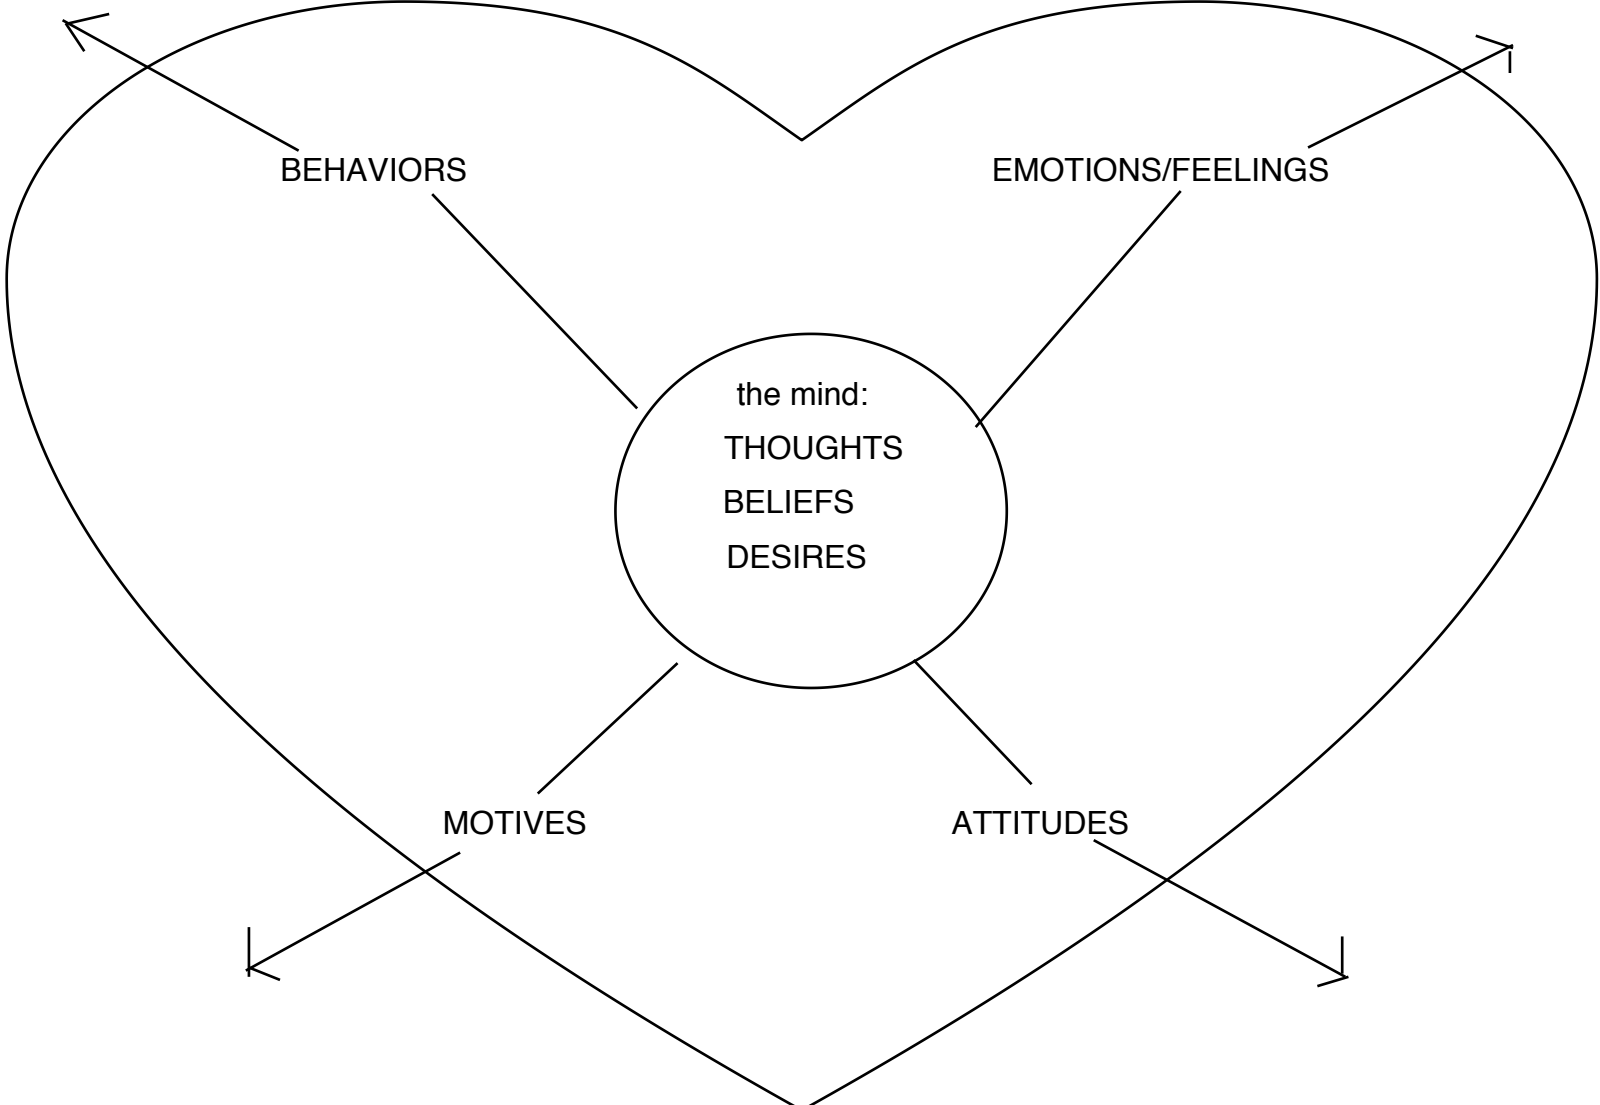 BEHAVIORS
EMOTIONS/FEELINGS
the mind:
THOUGHTS
BELIEFS
DESIRES
MOTIVES
ATTITUDES